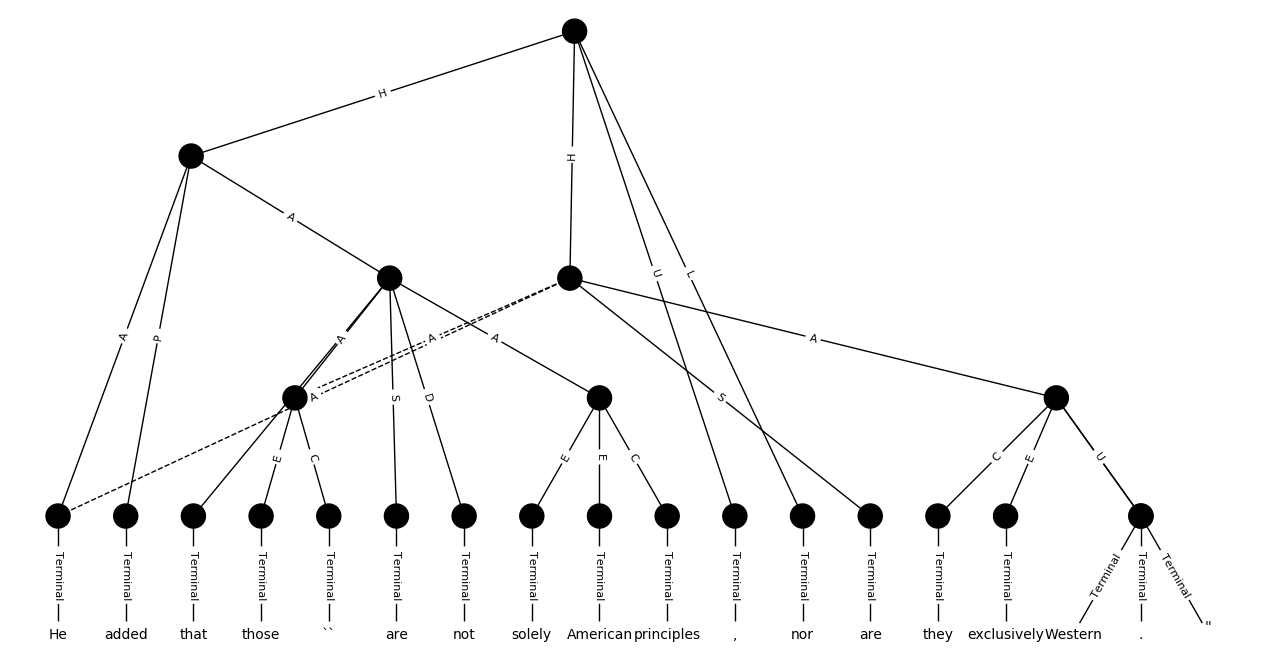 H
H
A
U
L
A
P
A
A
A
S
D
A
A
S
E
C
E
E
C
C
E
U
Terminal Terminal Terminal Terminal Terminal Terminal Terminal Terminal Terminal Terminal Terminal Terminal Terminal Terminal Terminal Terminal Terminal Terminal
He added that those `` are not solely American principles , nor are they exclusively Western . "